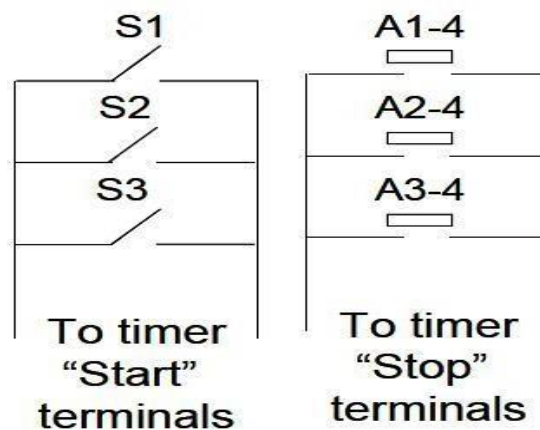 S1
S2
S3
To timer
“Start”
terminals
A1-4
A2-4
A3-4
To timer
“Stop”
terminals